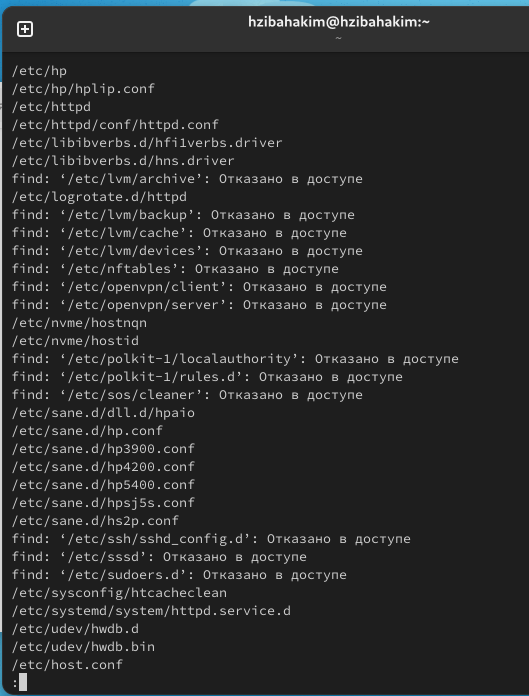 hzibahakim@hzibahakim:~
~
/etc/hp
/etc/hp/hplip.conf
/etc/httpd
/etc/httpd/conf/httpd.conf
/etc/libibverbs.d/hfi1verbs.driver
/etc/libibverbs.d/hns.driver
find: ‘/etc/lvm/archive’: Отказано в доступе
/etc/logrotate.d/httpd
find: ‘/etc/lvm/backup’: Отказано в доступе
find: ‘/etc/lvm/cache’: Отказано в доступе
find: ‘/etc/lvm/devices’: Отказано в доступе
find: ‘/etc/nftables’: Отказано в доступе
find: ‘/etc/openvpn/client’: Отказано в доступе
find: ‘/etc/openvpn/server’: Отказано в доступе
/etc/nvme/hostnqn
/etc/nvme/hostid
find: ‘/etc/polkit-1/localauthority’: Отказано в доступе
find: ‘/etc/polkit-1/rules.d’: Отказано в доступе
find: ‘/etc/sos/cleaner’: Отказано в доступе
/etc/sane.d/dll.d/hpaio
/etc/sane.d/hp.conf
/etc/sane.d/hp3900.conf
/etc/sane.d/hp4200.conf
/etc/sane.d/hp5400.conf
/etc/sane.d/hpsj5s.conf
/etc/sane.d/hs2p.conf
find: ‘/etc/ssh/sshd_config.d’: Отказано в доступе
find: ‘/etc/sssd’: Отказано в доступе
find: ‘/etc/sudoers.d’: Отказано в доступе
/etc/sysconfig/htcacheclean
/etc/systemd/system/httpd.service.d
/etc/udev/hwdb.d
/etc/udev/hwdb.bin
/etc/host.conf
: